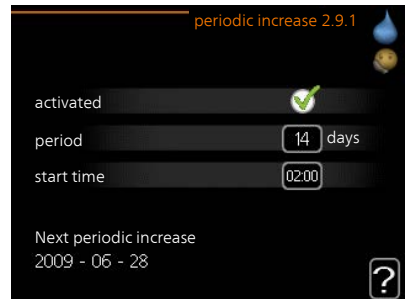 periodic increase 2.9.1
activated
period 14 days
start time 02:00
Next periodic increase
2009 - 06 - 28
?